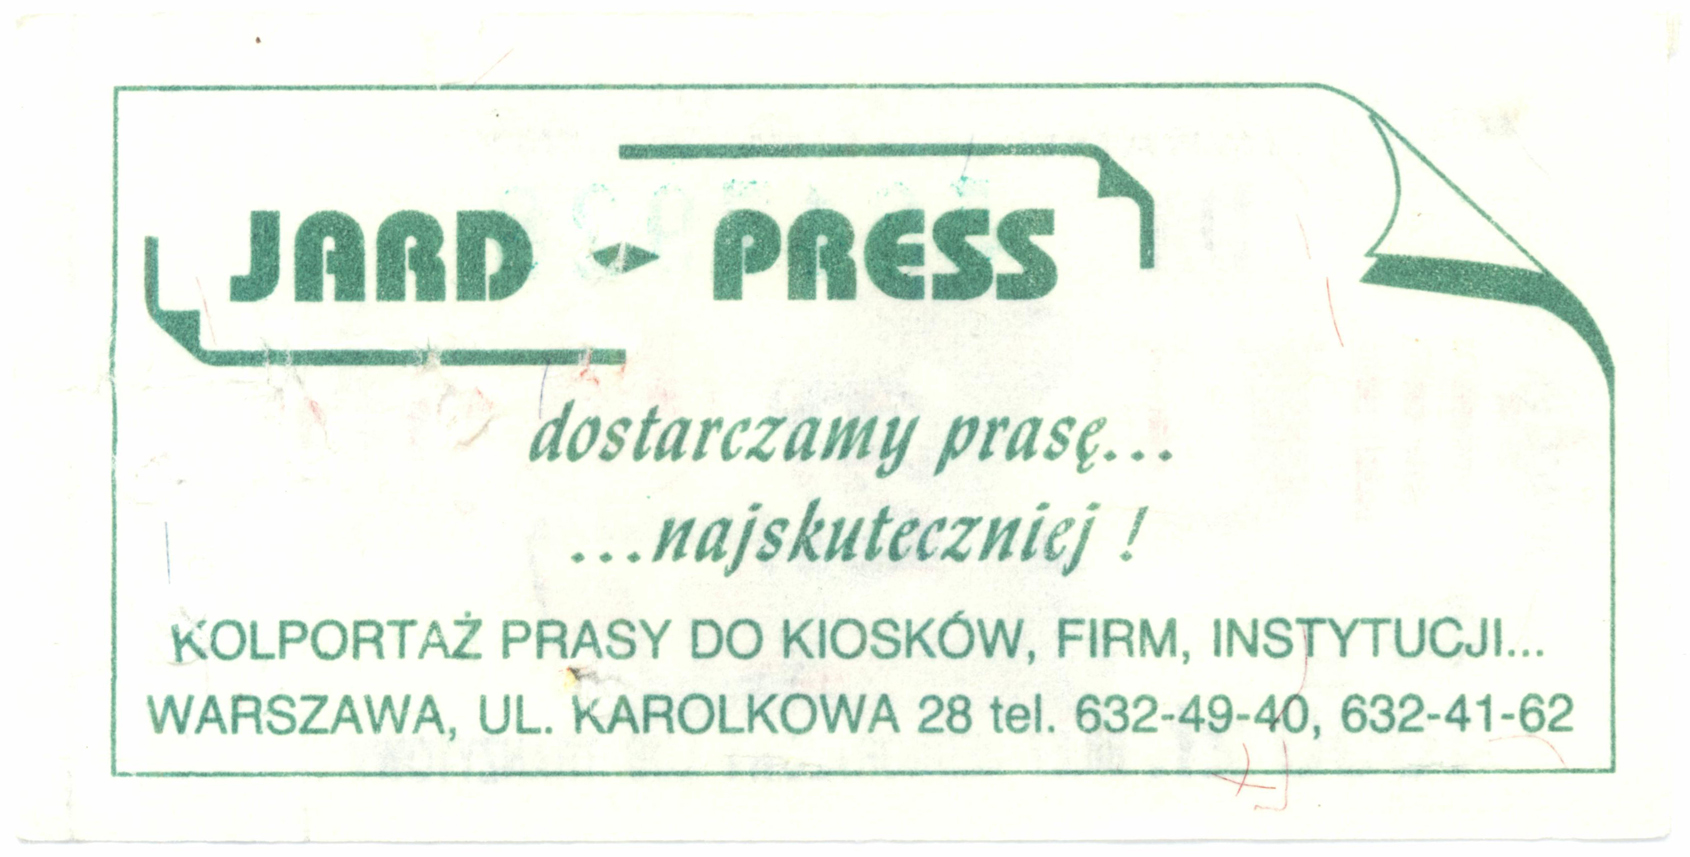 JARD - PRESS
dostarczamy prasę...
...najskuteczniej !
KOLPORTAŻ PRASY DO KIOSKÓW, FIRM, INSTYTUCJI...
WARSZAWA, UL. KAROLKOWA 28 tel. 632-49-40, 632-41-62